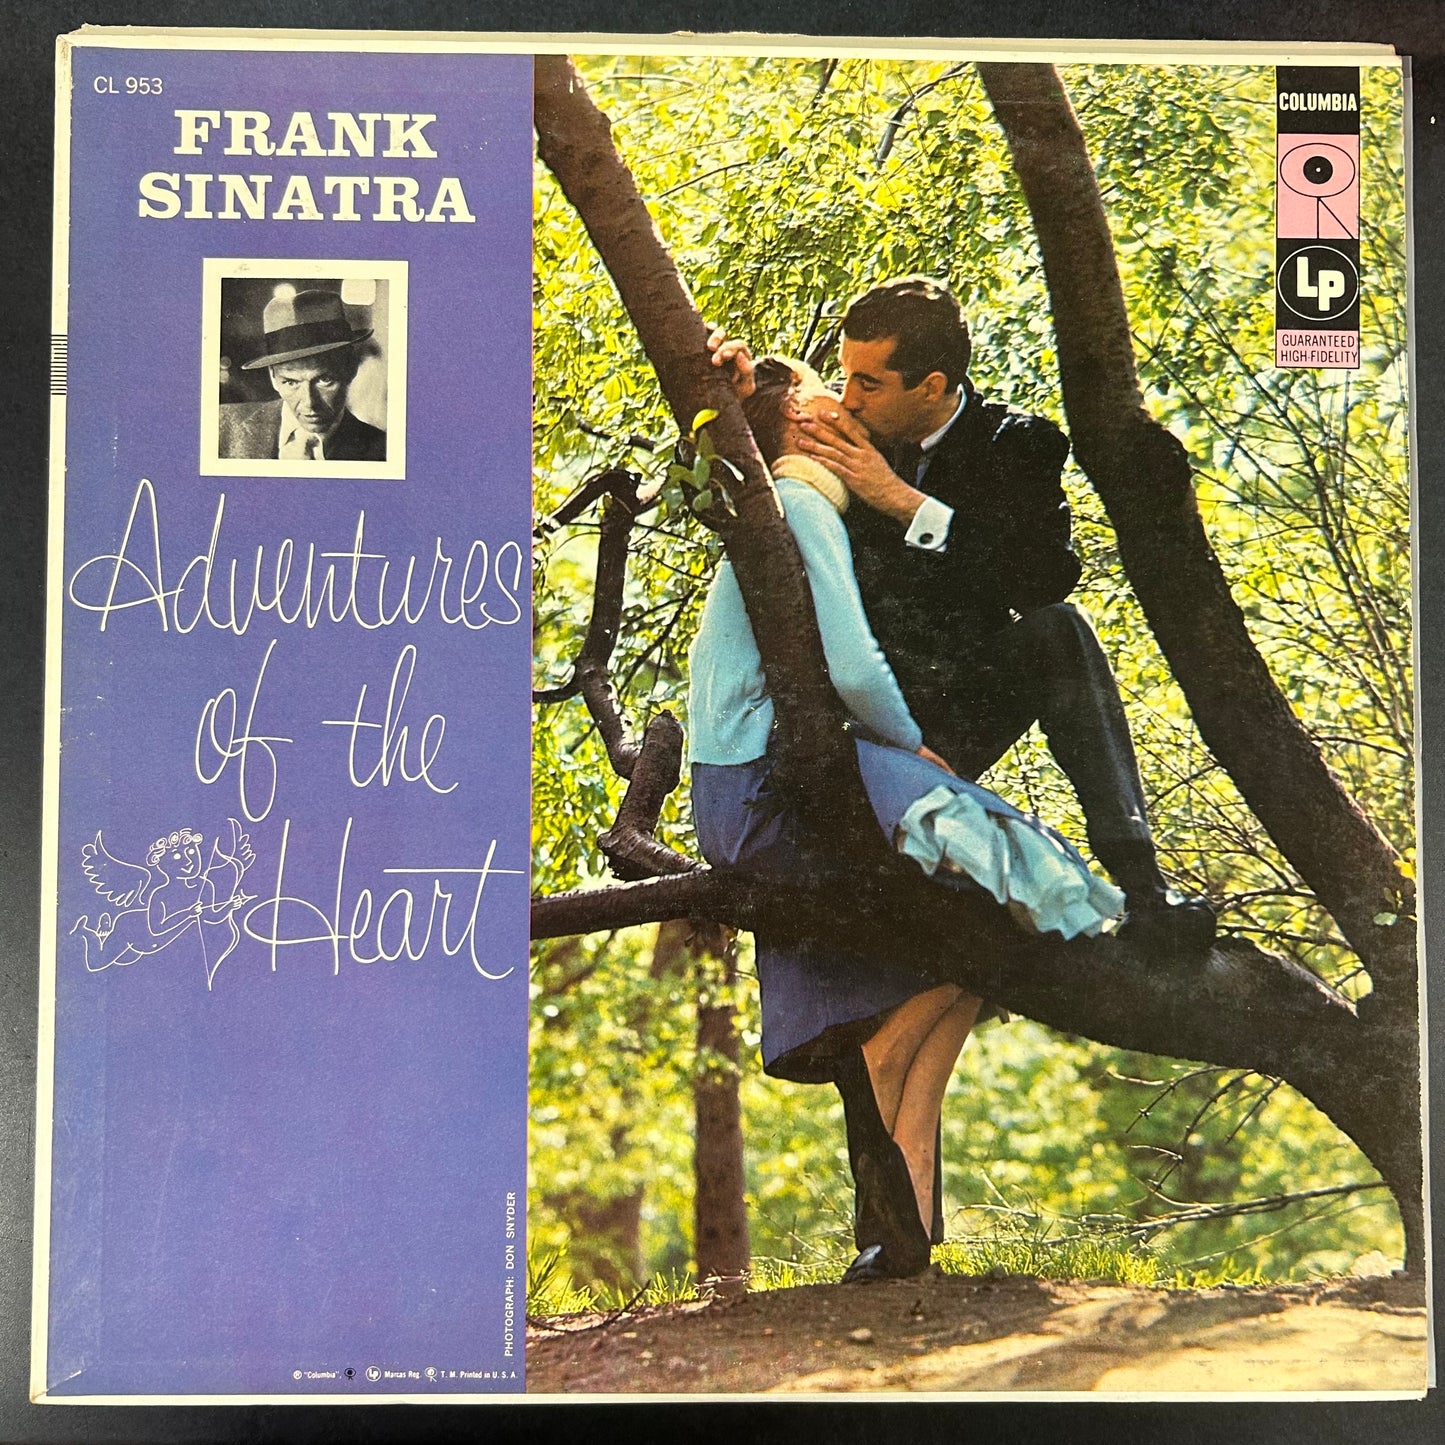 CL 953
FRANK
SINATRA
Adventures
of the
Heart
PHOTOGRAPH: DON SNYDER
® "Columbia", LP Marcas Reg. T. M. Printed in U. S. A.
COLUMBIA
LP
GUARANTEED
HIGH-FIDELITY